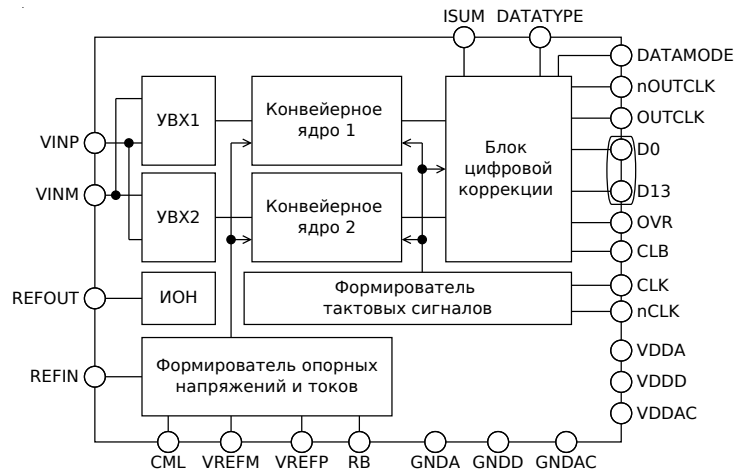 ISUM DATATYPE
DATAMODE
nOUTCLK
OUTCLK
D0
D13
OVR
CLB
CLK
nCLK
VDDA
VDDD
VDDAC
VINP
VINM
REFOUT
REFIN
УВХ1
УВХ2
ИОН
Конвейерное
ядро 1
Конвейерное
ядро 2
Блок
цифровой
коррекции
Формирователь
тактовых сигналов
Формирователь опорных
напряжений и токов
CML VREFM VREFP RB GNDA GNDD GNDAC